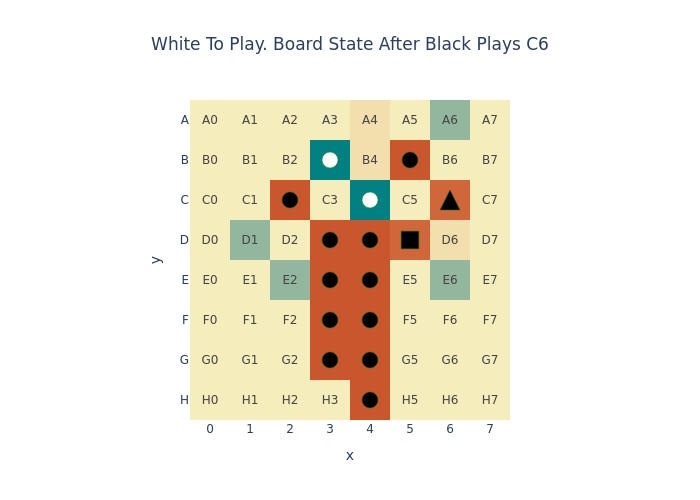 White To Play. Board State After Black Plays C6
A A0 A1 A2 A3 A4 A5 A6 A7
B B0 B1 B2 B4 B6 B7
C C0 C1 C3 C5 C7
D D0 D1 D2 D6 D7
E E0 E1 E2 E5 E6 E7
F F0 F1 F2 F5 F6 F7
G G0 G1 G2 G5 G6 G7
H H0 H1 H2 H3 H5 H6 H7
0 1 2 3 4 5 6 7
x
y